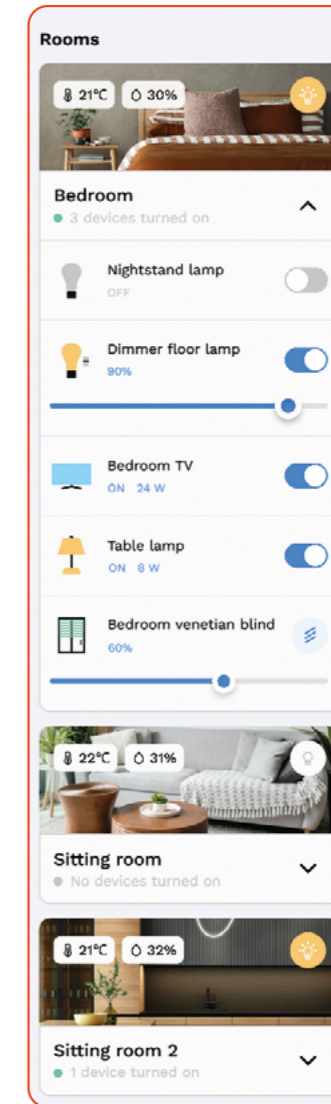 Rooms
21°C 30%
Bedroom
3 devices turned on
Nightstand lamp
OFF
Dimmer floor lamp
90%
Bedroom TV
ON 24 W
Table lamp
ON 8 W
Bedroom venetian blind
60%
22°C 31%
Sitting room
No devices turned on
21°C 32%
Sitting room 2
1 device turned on